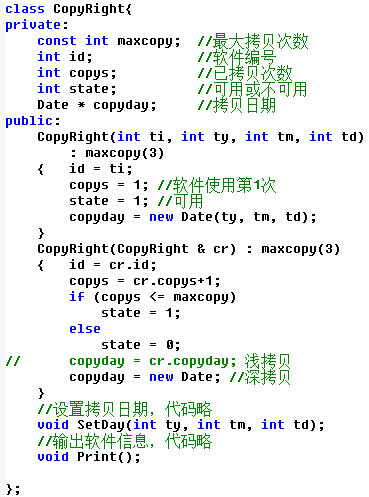 class CopyRight{
private:
    const int maxcopy;  //最大拷贝次数
    int id;             //软件编号
    int copys;          //已拷贝次数
    int state;          //可用或不可用
    Date * copyday;     //拷贝日期
public:
    CopyRight(int ti, int ty, int tm, int td)
        : maxcopy(3)
    {   id = ti;
        copys = 1; //软件使用第1次
        state = 1; //可用
        copyday = new Date(ty, tm, td);
    }
    CopyRight(CopyRight & cr) : maxcopy(3)
    {   id = cr.id;
        copys = cr.copys+1;
        if (copys <= maxcopy)
            state = 1;
        else
            state = 0;
//      copyday = cr.copyday; 浅拷贝
        copyday = new Date; //深拷贝
    }
    //设置拷贝日期，代码略
    void SetDay(int ty, int tm, int td);
    //输出软件信息，代码略
    void Print();
};